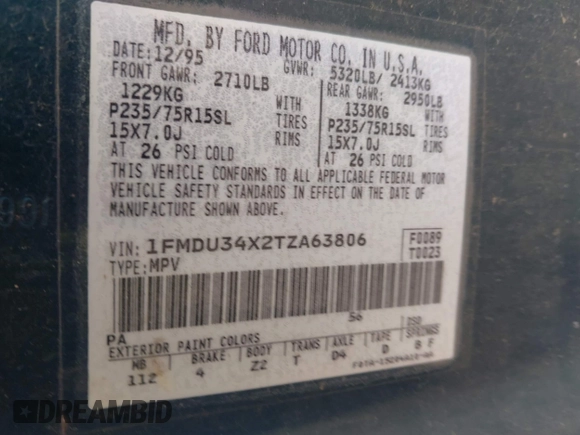 MFD. BY FORD MOTOR CO. IN U.S.A.
DATE: 12/95 GVWR: 5320LB/ 2413KG
FRONT GAWR: 2710LB REAR GAWR: 2950LB
1229KG WITH 1338KG WITH
P235/75R15SL TIRES P235/75R15SL TIRES
15X7.0J RIMS 15X7.0J RIMS
AT 26 PSI COLD AT 26 PSI COLD
THIS VEHICLE CONFORMS TO ALL APPLICABLE FEDERAL MOTOR
VEHICLE SAFETY STANDARDS IN EFFECT ON THE DATE OF
MANUFACTURE SHOWN ABOVE.
VIN: 1FMDU34X2TZA63806 F0089
TYPE: MPV T0023
56
PA DSO
EXTERIOR PAINT COLORS
NB BRAKE BODY TRANS AXLE TAPE SPRINGS
112 4 Z2 T D4 D B F
DREAMBID